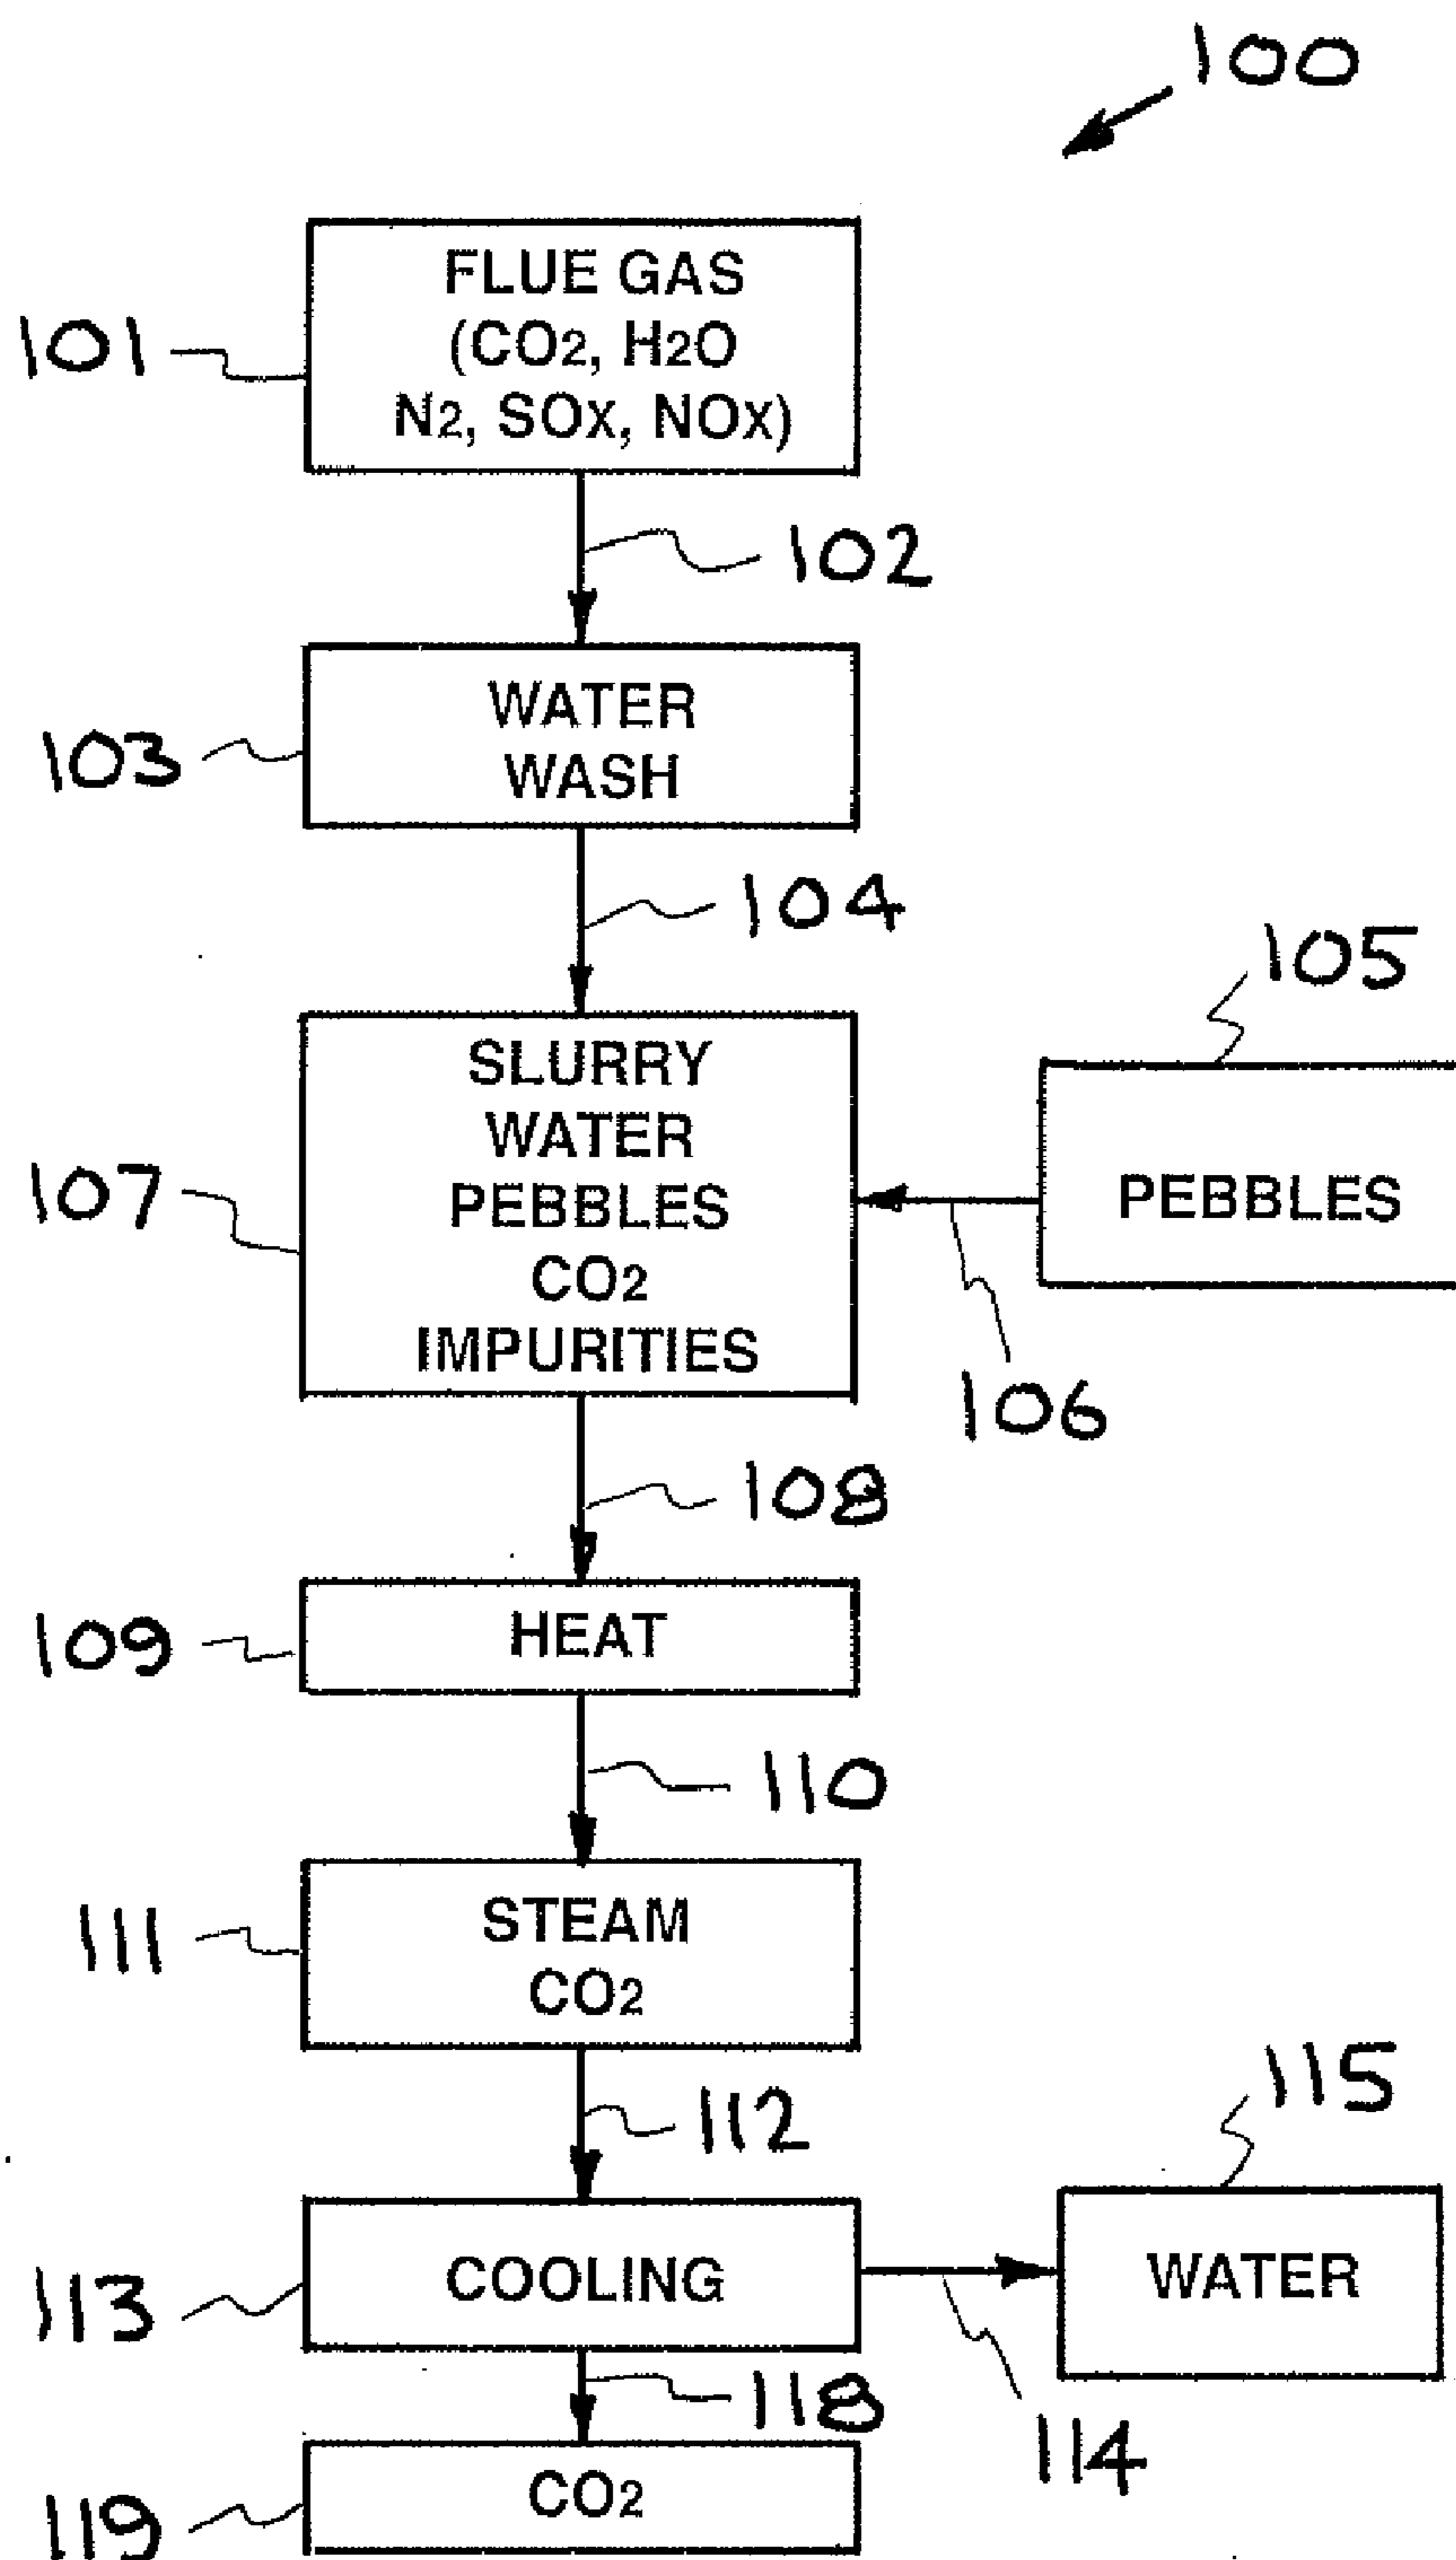 100
101
FLUE GAS
(CO2, H2O
N2, SOX, NOX)
102
103
WATER
WASH
104
105
107
SLURRY
WATER
PEBBLES
CO2
IMPURITIES
PEBBLES
106
108
109
HEAT
110
111
STEAM
CO2
112
115
113
COOLING
WATER
118
114
119
CO2